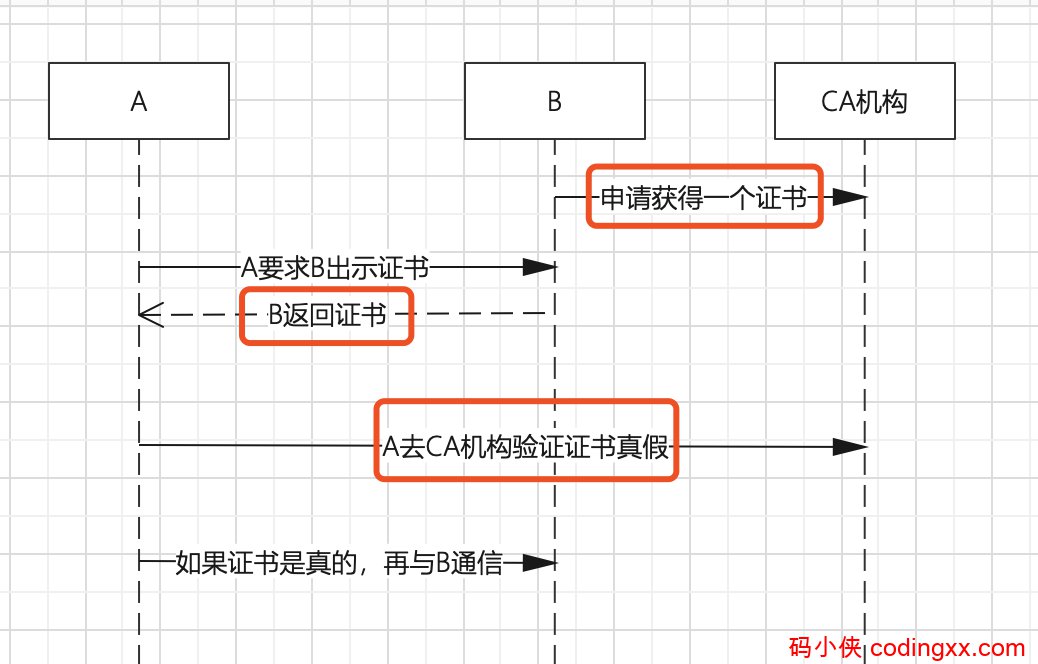 A
B
CA机构
申请获得一个证书
A要求B出示证书
B返回证书
A去CA机构验证证书真假
如果证书是真的，再与B通信
码小侠 codingxx.com